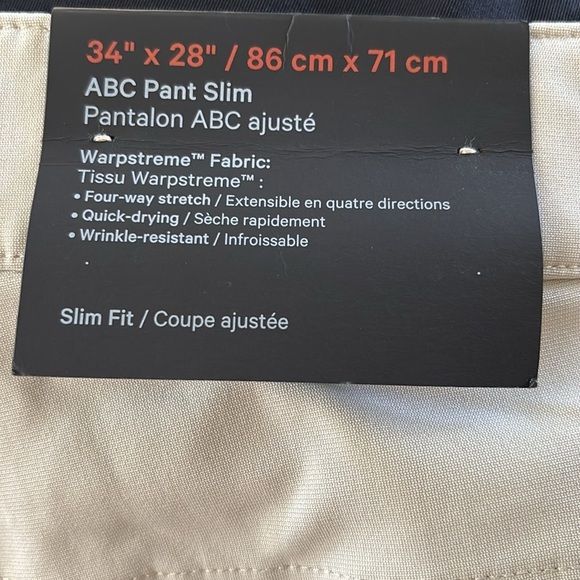 34" x 28" / 86 cm x 71 cm
ABC Pant Slim
Pantalon ABC ajusté
Warpstreme™ Fabric:
Tissu Warpstreme™ :
• Four-way stretch / Extensible en quatre directions
• Quick-drying / Sèche rapidement
• Wrinkle-resistant / Infroissable
Slim Fit / Coupe ajustée